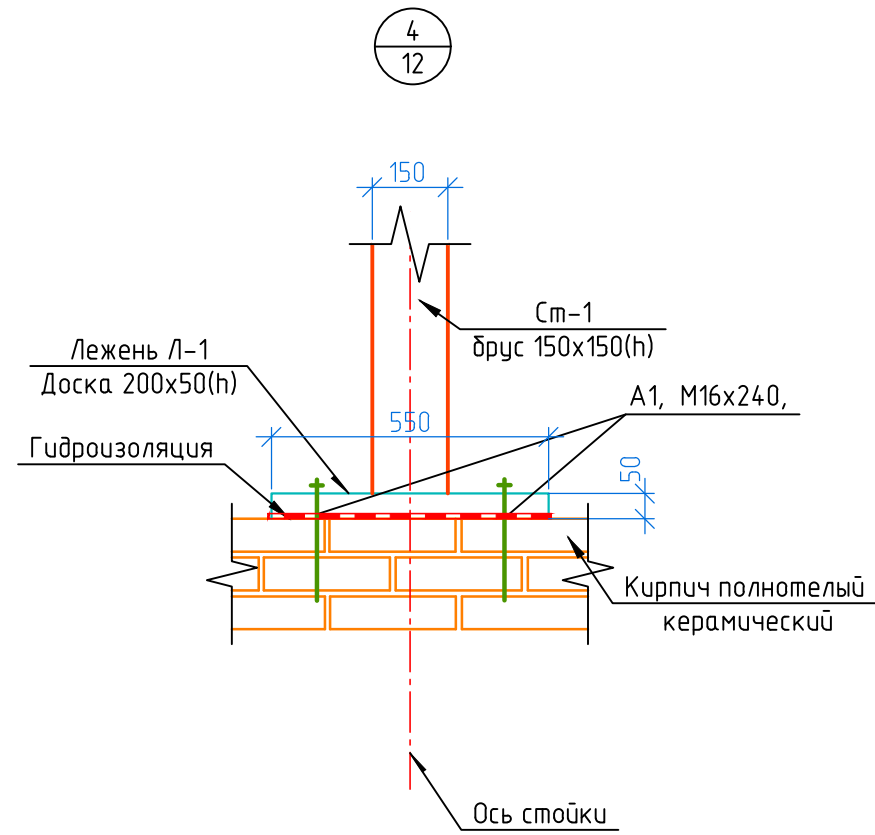 4
12
150
Ст-1
брус 150х150(h)
Лежень Л-1
Доска 200х50(h)
А1, М16х240,
550
Гидроизоляция
50
Кирпич полнотелый
керамический
Ось стойки